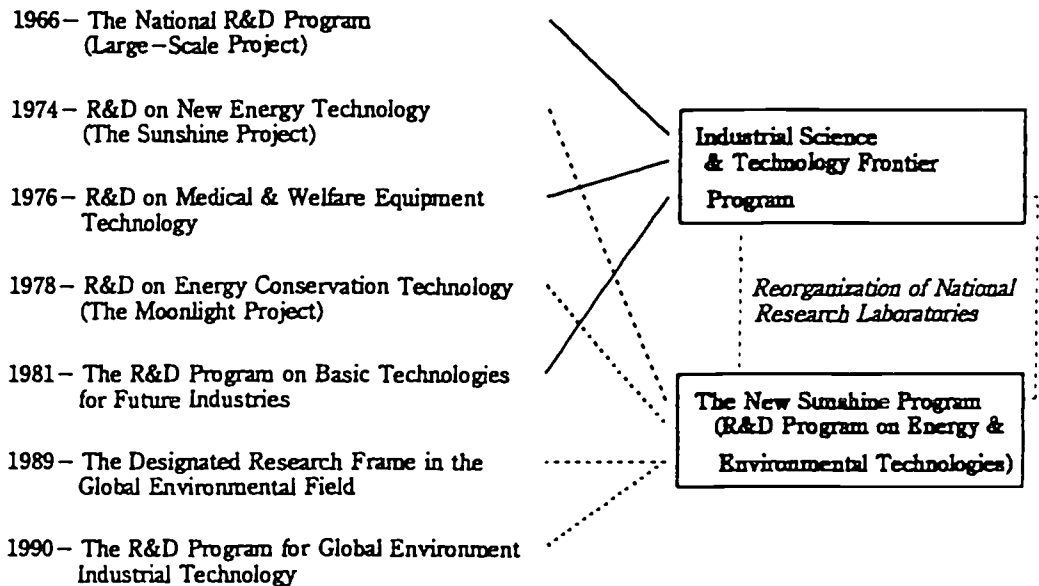 1966— The National R&D Program
(Large—Scale Project)
1974— R&D on New Energy Technology
(The Sunshine Project)
1976— R&D on Medical & Welfare Equipment
Technology
1978— R&D on Energy Conservation Technology
(The Moonlight Project)
1981— The R&D Program on Basic Technologies
for Future Industries
1989— The Designated Research Frame in the
Global Environmental Field
1990— The R&D Program for Global Environment
Industrial Technology
Industrial Science
& Technology Frontier
Program
Reorganization of National
Research Laboratories
The New Sunshine Program
(R&D Program on Energy &
Environmental Technologies)